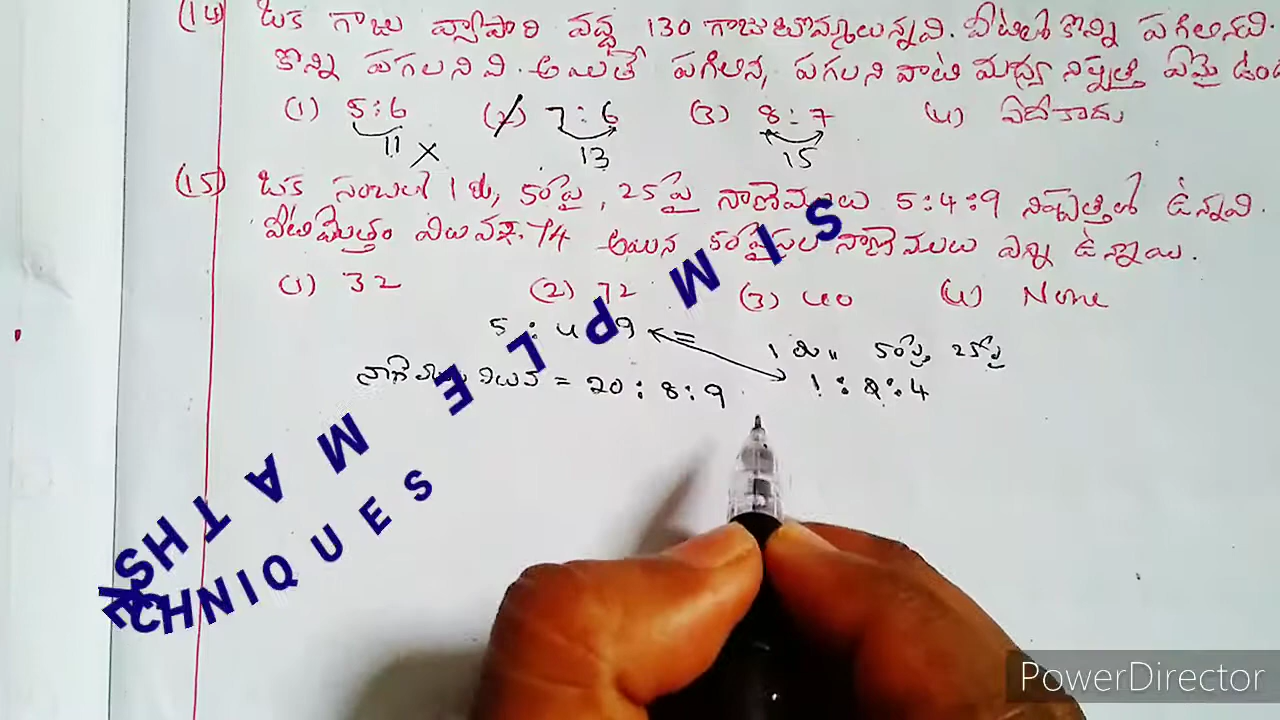 (14) ఒక గాజు వ్యాపారి వద్ద 130 గాజుబొమ్మలున్నవి. వీటిలో కొన్ని పగిలినవి.
కొన్ని పగలనివి. అయితే పగిలిన, పగలని వాటి మధ్య నిష్పత్తి ఏమై ఉం
(1) 5:6 (2) 7:6 (3) 8:7 (4) ఏదీకాదు
11 × 13 15
(15) ఒక సంచిలో 1 రూ, 50పై, 25పై నాణెములు 5:4:9 నిష్పత్తిలో ఉన్నవి.
వీటిమొత్తం విలువ రూ. 74 అయిన 50పైసల నాణెములు ఎన్ని ఉన్నాయి.
(1) 32 (2) 72 (3) 40 (4) None
5 : 4 9 =
1 రూ 50పై 25పై
నాణెముల విలువ = 20:8:9 1:2:4
SIMPLE MATHS
TECHNIQUES
PowerDirector